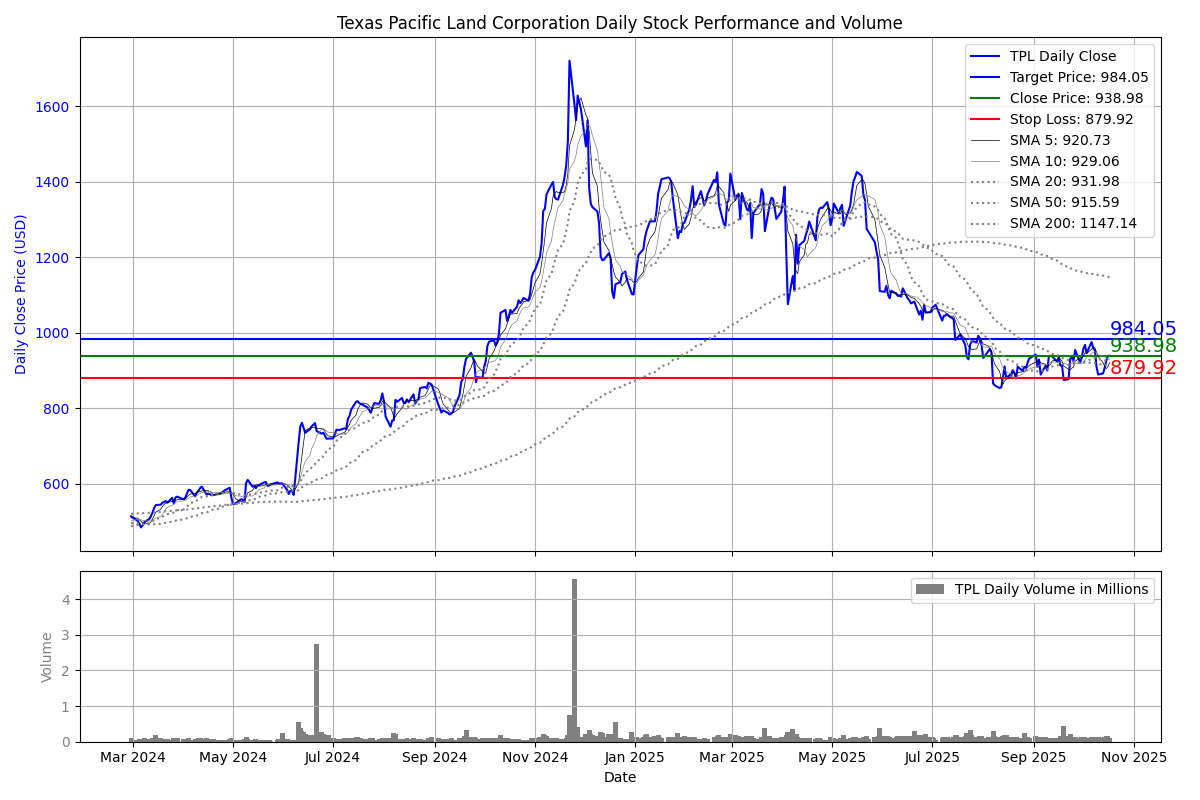 Texas Pacific Land Corporation Daily Stock Performance and Volume
TPL Daily Close
Target Price: 984.05
Close Price: 938.98
Stop Loss: 879.92
SMA 5: 920.73
SMA 10: 929.06
SMA 20: 931.98
SMA 50: 915.59
SMA 200: 1147.14
Daily Close Price (USD)
1600
1400
1200
1000
800
600
984.05
938.98
879.92
TPL Daily Volume in Millions
Volume
4
3
2
1
0
Mar 2024 May 2024 Jul 2024 Sep 2024 Nov 2024 Jan 2025 Mar 2025 May 2025 Jul 2025 Sep 2025 Nov 2025
Date